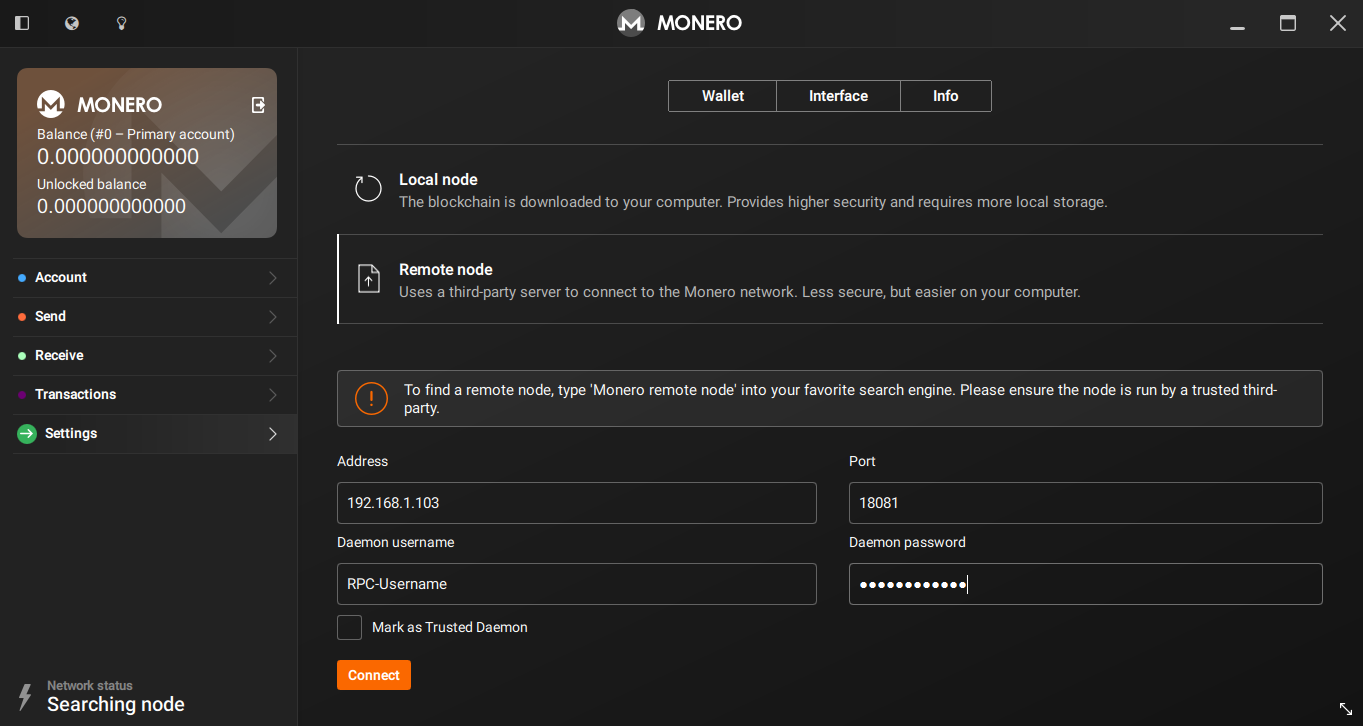 MONERO
MONERO
Balance (#0 – Primary account)
0.000000000000
Unlocked balance
0.000000000000
Account
Send
Receive
Transactions
Settings
Network status
Searching node
Wallet Interface Info
Local node
The blockchain is downloaded to your computer. Provides higher security and requires more local storage.
Remote node
Uses a third-party server to connect to the Monero network. Less secure, but easier on your computer.
To find a remote node, type 'Monero remote node' into your favorite search engine. Please ensure the node is run by a trusted third-
party.
Address Port
192.168.1.103 18081
Daemon username Daemon password
RPC-Username ●●●●●●●●●●●●
Mark as Trusted Daemon
Connect